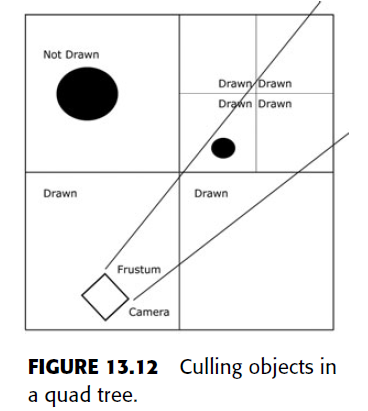 Not Drawn
Drawn Drawn
Drawn Drawn
Drawn
Drawn
Frustum
Camera
FIGURE 13.12 Culling objects in
a quad tree.